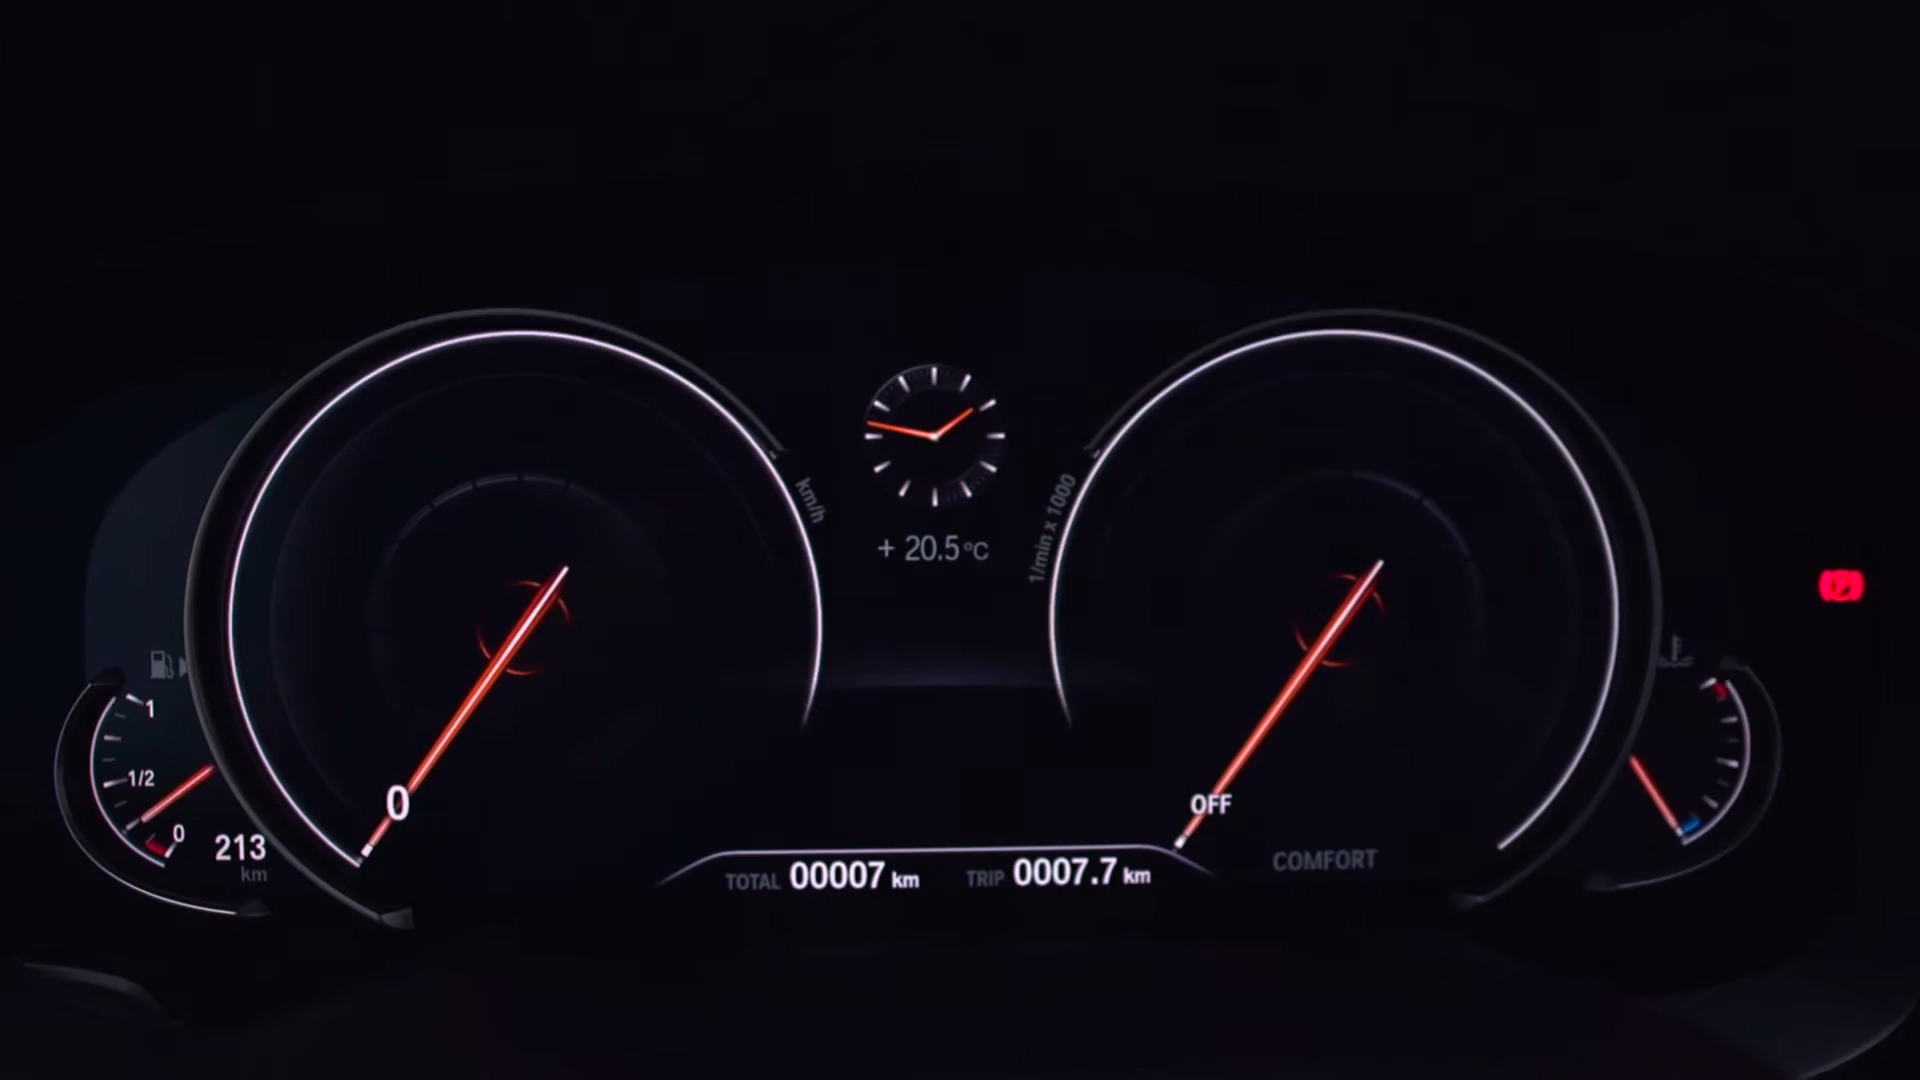 km/h
+ 20.5 °C
1/min x 1000
1
1/2
0
213
km
0
OFF
COMFORT
TOTAL 00007 km TRIP 0007.7 km